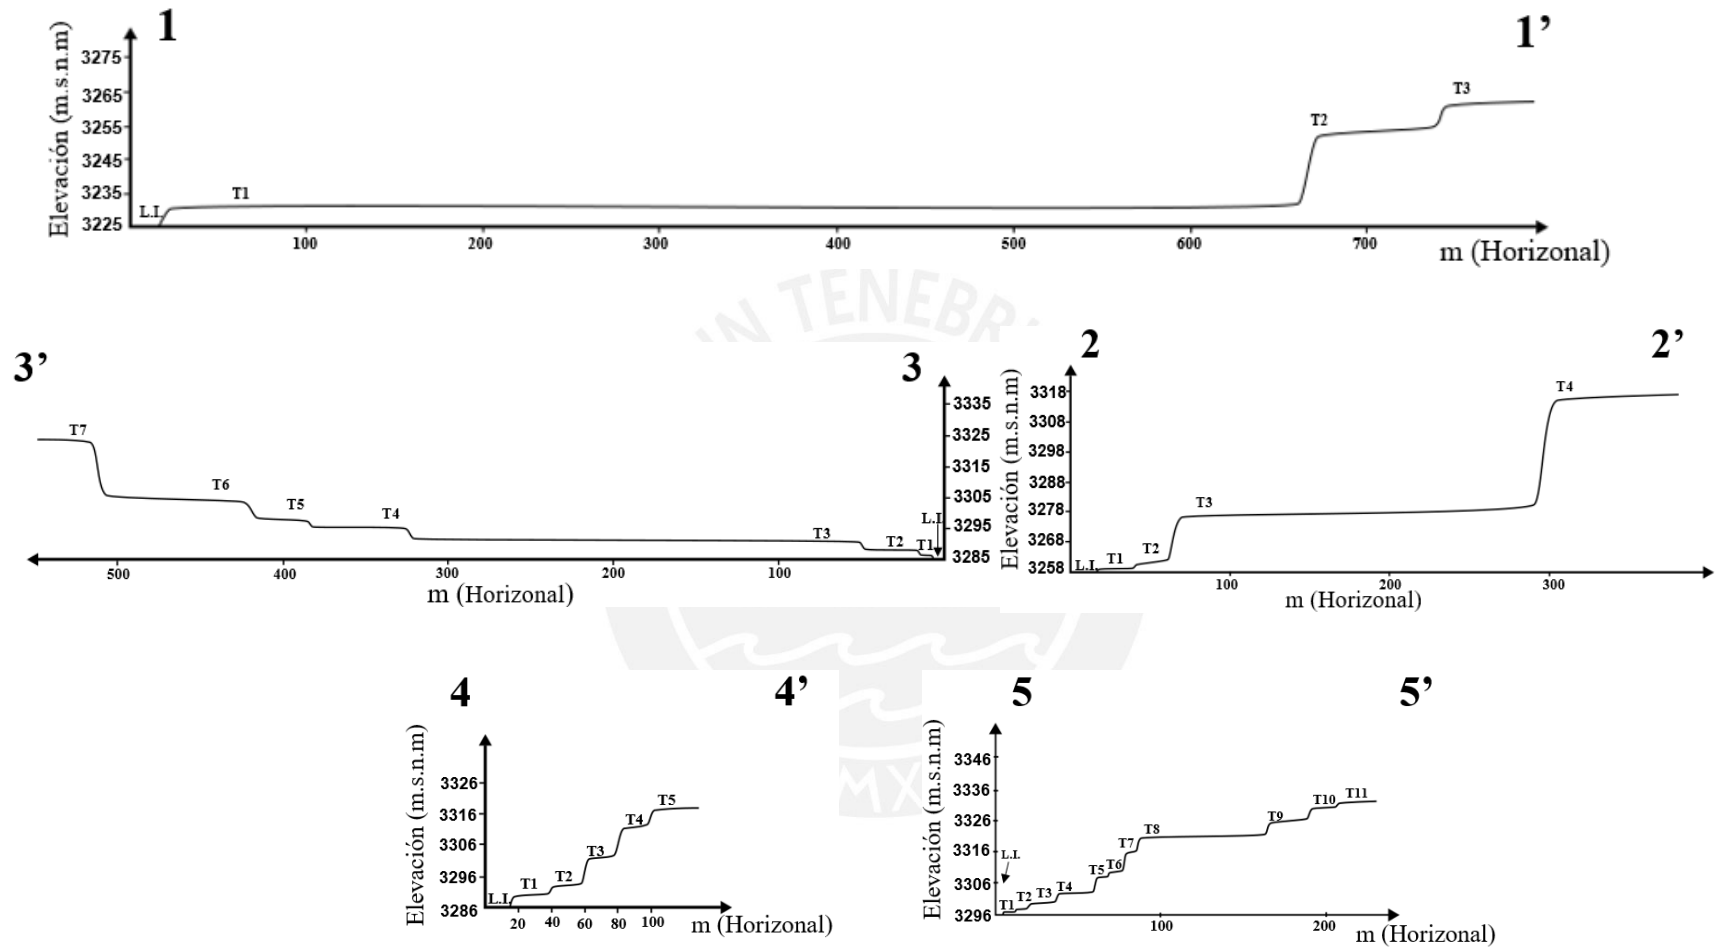 1
1’
Elevación (m.s.n.m)
3275
3265
3255
3245
3235
3225
L.I.
T1
T2
T3
100
200
300
400
500
600
700
m (Horizonal)
IN TENEBR
3’
3
T7
T6
T5
T4
T3
T2
T1
L.I.
3335
3325
3315
3305
3295
3285
500
400
300
200
100
m (Horizonal)
2
2’
Elevación (m.s.n.m)
3318
3308
3298
3288
3278
3268
3258
L.I.
T1
T2
T3
T4
100
200
300
m (Horizonal)
4
4’
Elevación (m.s.n.m)
3326
3316
3306
3296
3286
L.I.
T1
T2
T3
T4
T5
20
40
60
80
100
m (Horizonal)
MX
5
5’
Elevación (m.s.n.m)
3346
3336
3326
3316
3306
3296
L.I.
T1
T2
T3
T4
T5
T6
T7
T8
T9
T10
T11
100
200
m (Horizonal)